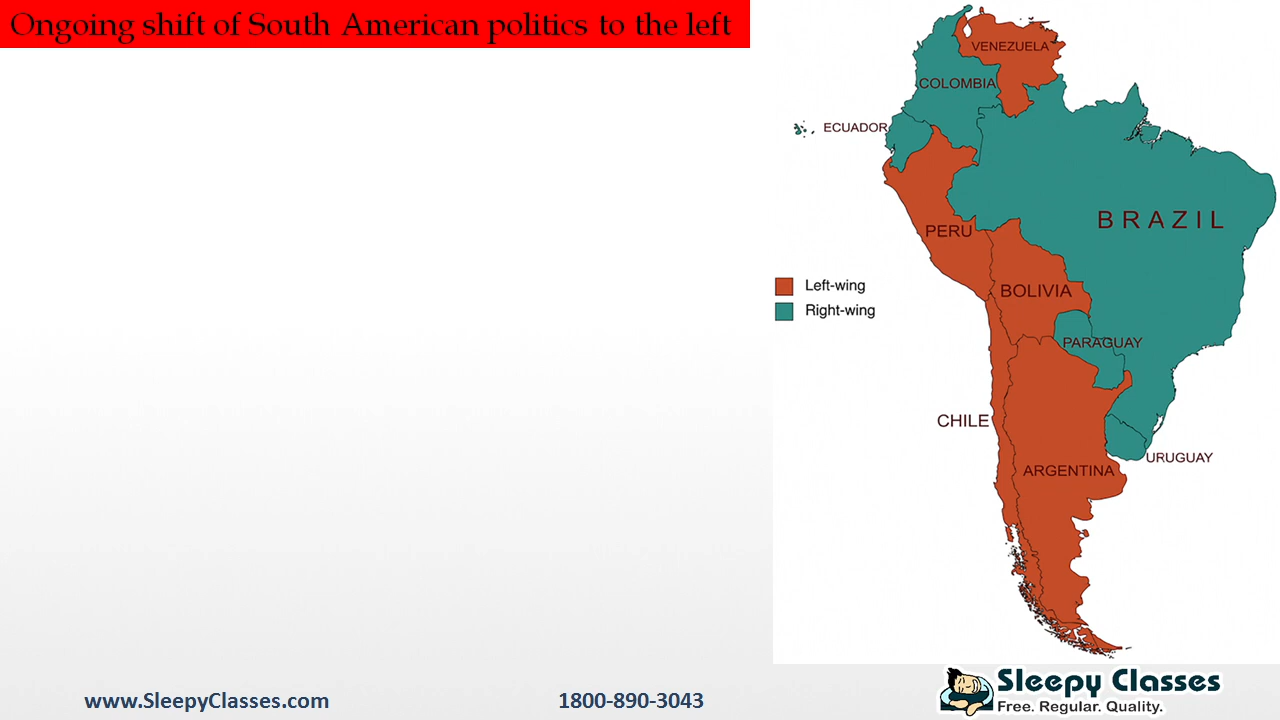 Ongoing shift of South American politics to the left
VENEZUELA
COLOMBIA
ECUADOR
BRAZIL
PERU
Left-wing
BOLIVIA
Right-wing
PARAGUAY
CHILE
URUGUAY
ARGENTINA
www.SleepyClasses.com
1800-890-3043
Sleepy Classes
Free. Regular. Quality.